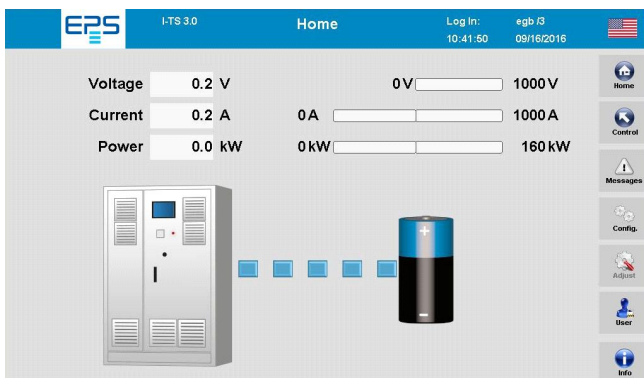 EPS
I-TS 3.0
Home
Log In:
egb /3
10:41:50
09/16/2016
Voltage 0.2 V
0 V 1000 V
Current 0.2 A
0 A 1000 A
Power 0.0 kW
0 kW 160 kW
+
-
Home
Control
Messages
Config.
Adjust
User
Info